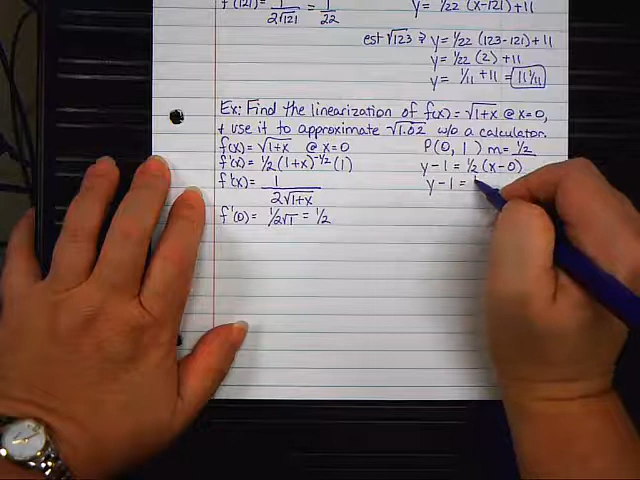 f'(121) = 1/2√121 = 1/22
y = 1/22 (x-121) + 11
est √123 ? y = 1/22 (123-121) + 11
y = 1/22 (2) + 11
y = 1/11 + 11 = 11 1/11
Ex: Find the linearization of f(x) = √1+x @ x=0,
+ use it to approximate √1.02 w/o a calculator.
f(x) = √1+x @ x=0
P(0, 1) m = 1/2
f'(x) = 1/2 (1+x)^-1/2 (1)
y - 1 = 1/2 (x-0)
f'(x) = 1/2√1+x
y - 1 =
f'(0) = 1/2√1 = 1/2